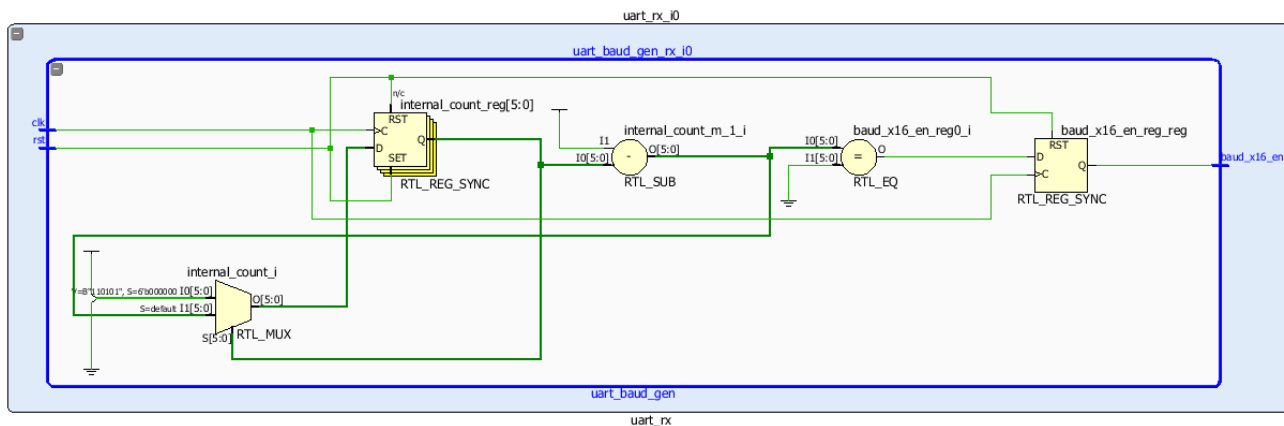 uart_rx_i0
uart_baud_gen_rx_i0
n/c
internal_count_reg[5:0]
clk
rst
RST
C
Q
D
SET
RTL_REG_SYNC
internal_count_m_1_i
I1
I0[5:0]
-
O[5:0]
RTL_SUB
baud_x16_en_reg0_i
I0[5:0]
I1[5:0]
=
O
RTL_EQ
baud_x16_en_reg_reg
RST
D
C
Q
RTL_REG_SYNC
baud_x16_en
internal_count_i
V=B"110101", S=6'b000000 I0[5:0]
S=default I1[5:0]
O[5:0]
S[5:0]
RTL_MUX
uart_baud_gen
uart_rx